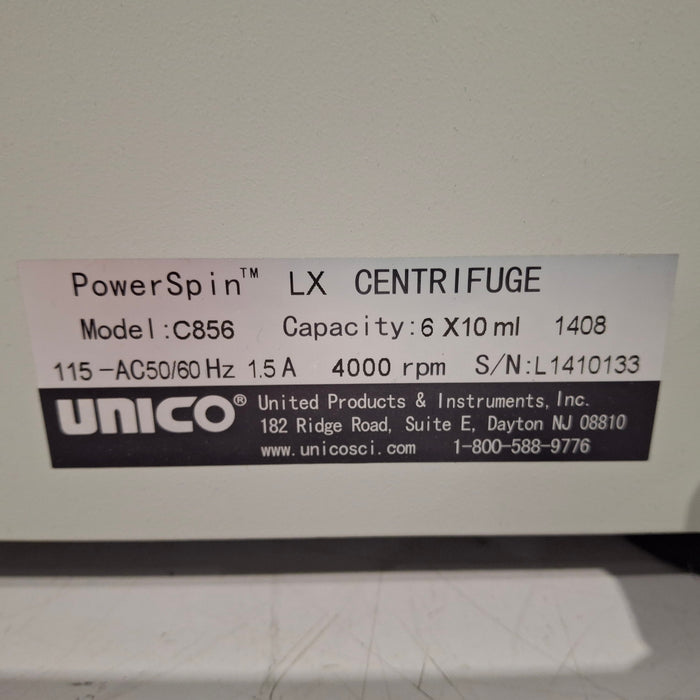 PowerSpin™ LX CENTRIFUGE
Model:C856 Capacity:6 X10 ml 1408
115-AC50/60 Hz 1.5 A 4000 rpm S/N:L1410133
UNICO® United Products & Instruments, Inc.
182 Ridge Road, Suite E, Dayton NJ 08810
www.unicosci.com 1-800-588-9776